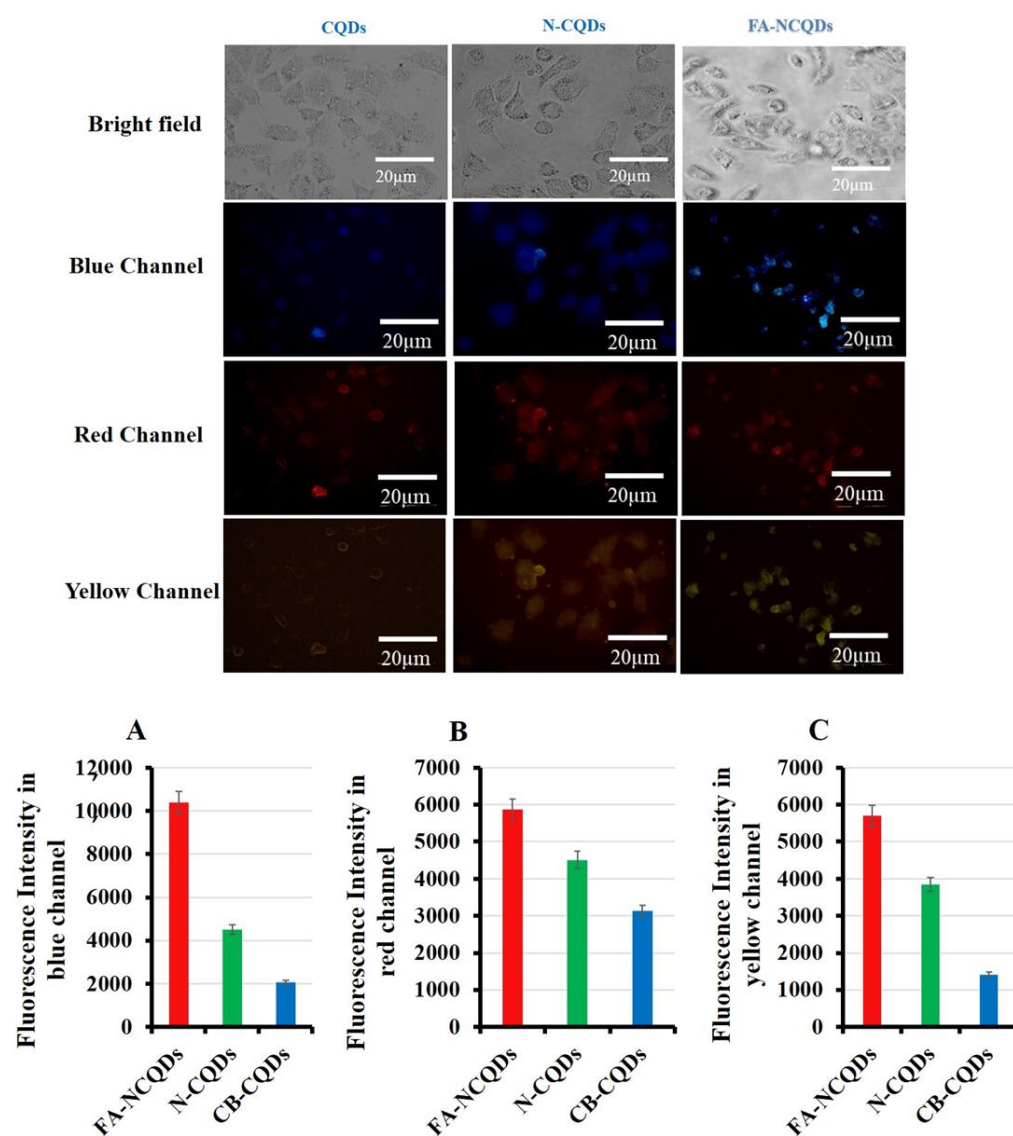 CQDs N-CQDs FA-NCQDs
Bright field
20μm 20μm 20μm
Blue Channel
20μm 20μm 20μm
Red Channel
20μm 20μm 20μm
Yellow Channel
20μm 20μm 20μm
A
Fluorescence Intensity in
blue channel
12000
10000
8000
6000
4000
2000
0
FA-NCQDs
N-CQDs
CB-CQDs
B
Fluorescence Intensity in
red channel
7000
6000
5000
4000
3000
2000
1000
0
FA-NCQDs
N-CQDs
CB-CQDs
C
Fluorescence Intensity in
yellow channel
7000
6000
5000
4000
3000
2000
1000
0
FA-NCQDs
N-CQDs
CB-CQDs